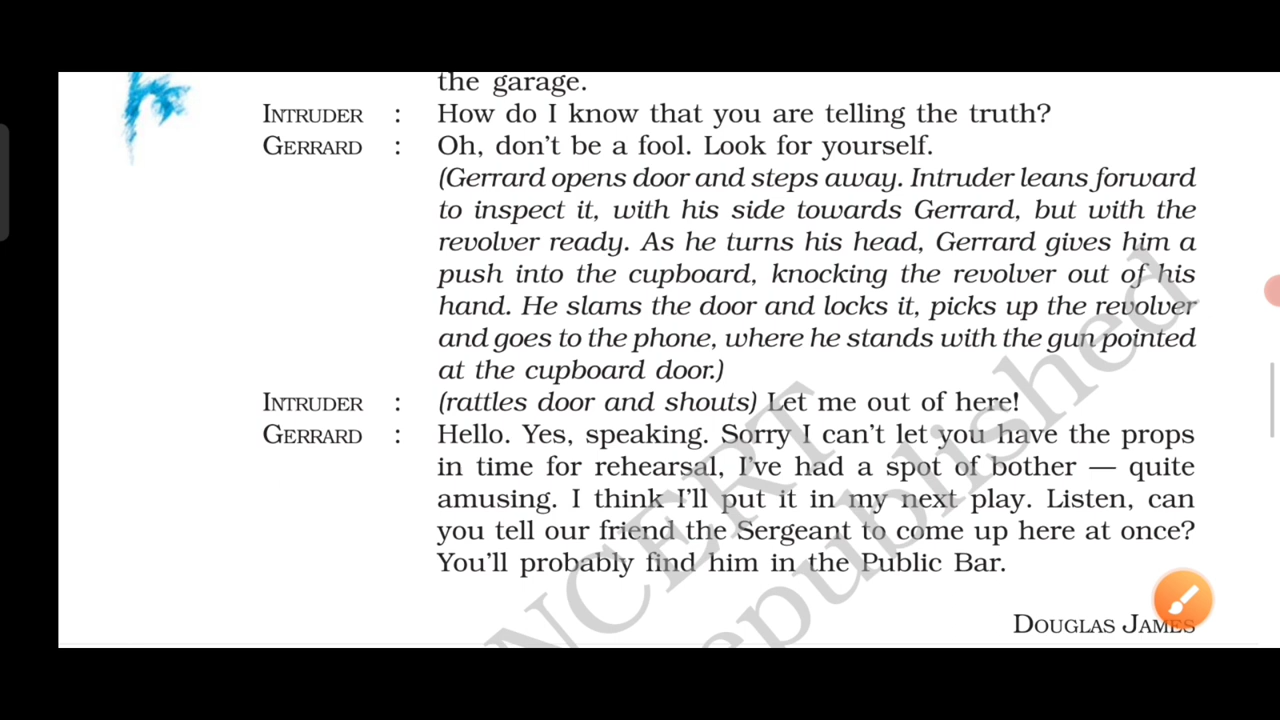 the garage.
INTRUDER : How do I know that you are telling the truth?
GERRARD : Oh, don't be a fool. Look for yourself.
(Gerrard opens door and steps away. Intruder leans forward
to inspect it, with his side towards Gerrard, but with the
revolver ready. As he turns his head, Gerrard gives him a
push into the cupboard, knocking the revolver out of his
hand. He slams the door and locks it, picks up the revolver
and goes to the phone, where he stands with the gun pointed
at the cupboard door.)
INTRUDER : (rattles door and shouts) Let me out of here!
GERRARD : Hello. Yes, speaking. Sorry I can't let you have the props
in time for rehearsal, I've had a spot of bother — quite
amusing. I think I'll put it in my next play. Listen, can
you tell our friend the Sergeant to come up here at once?
You'll probably find him in the Public Bar.
DOUGLAS JAMES
NCERT
republished